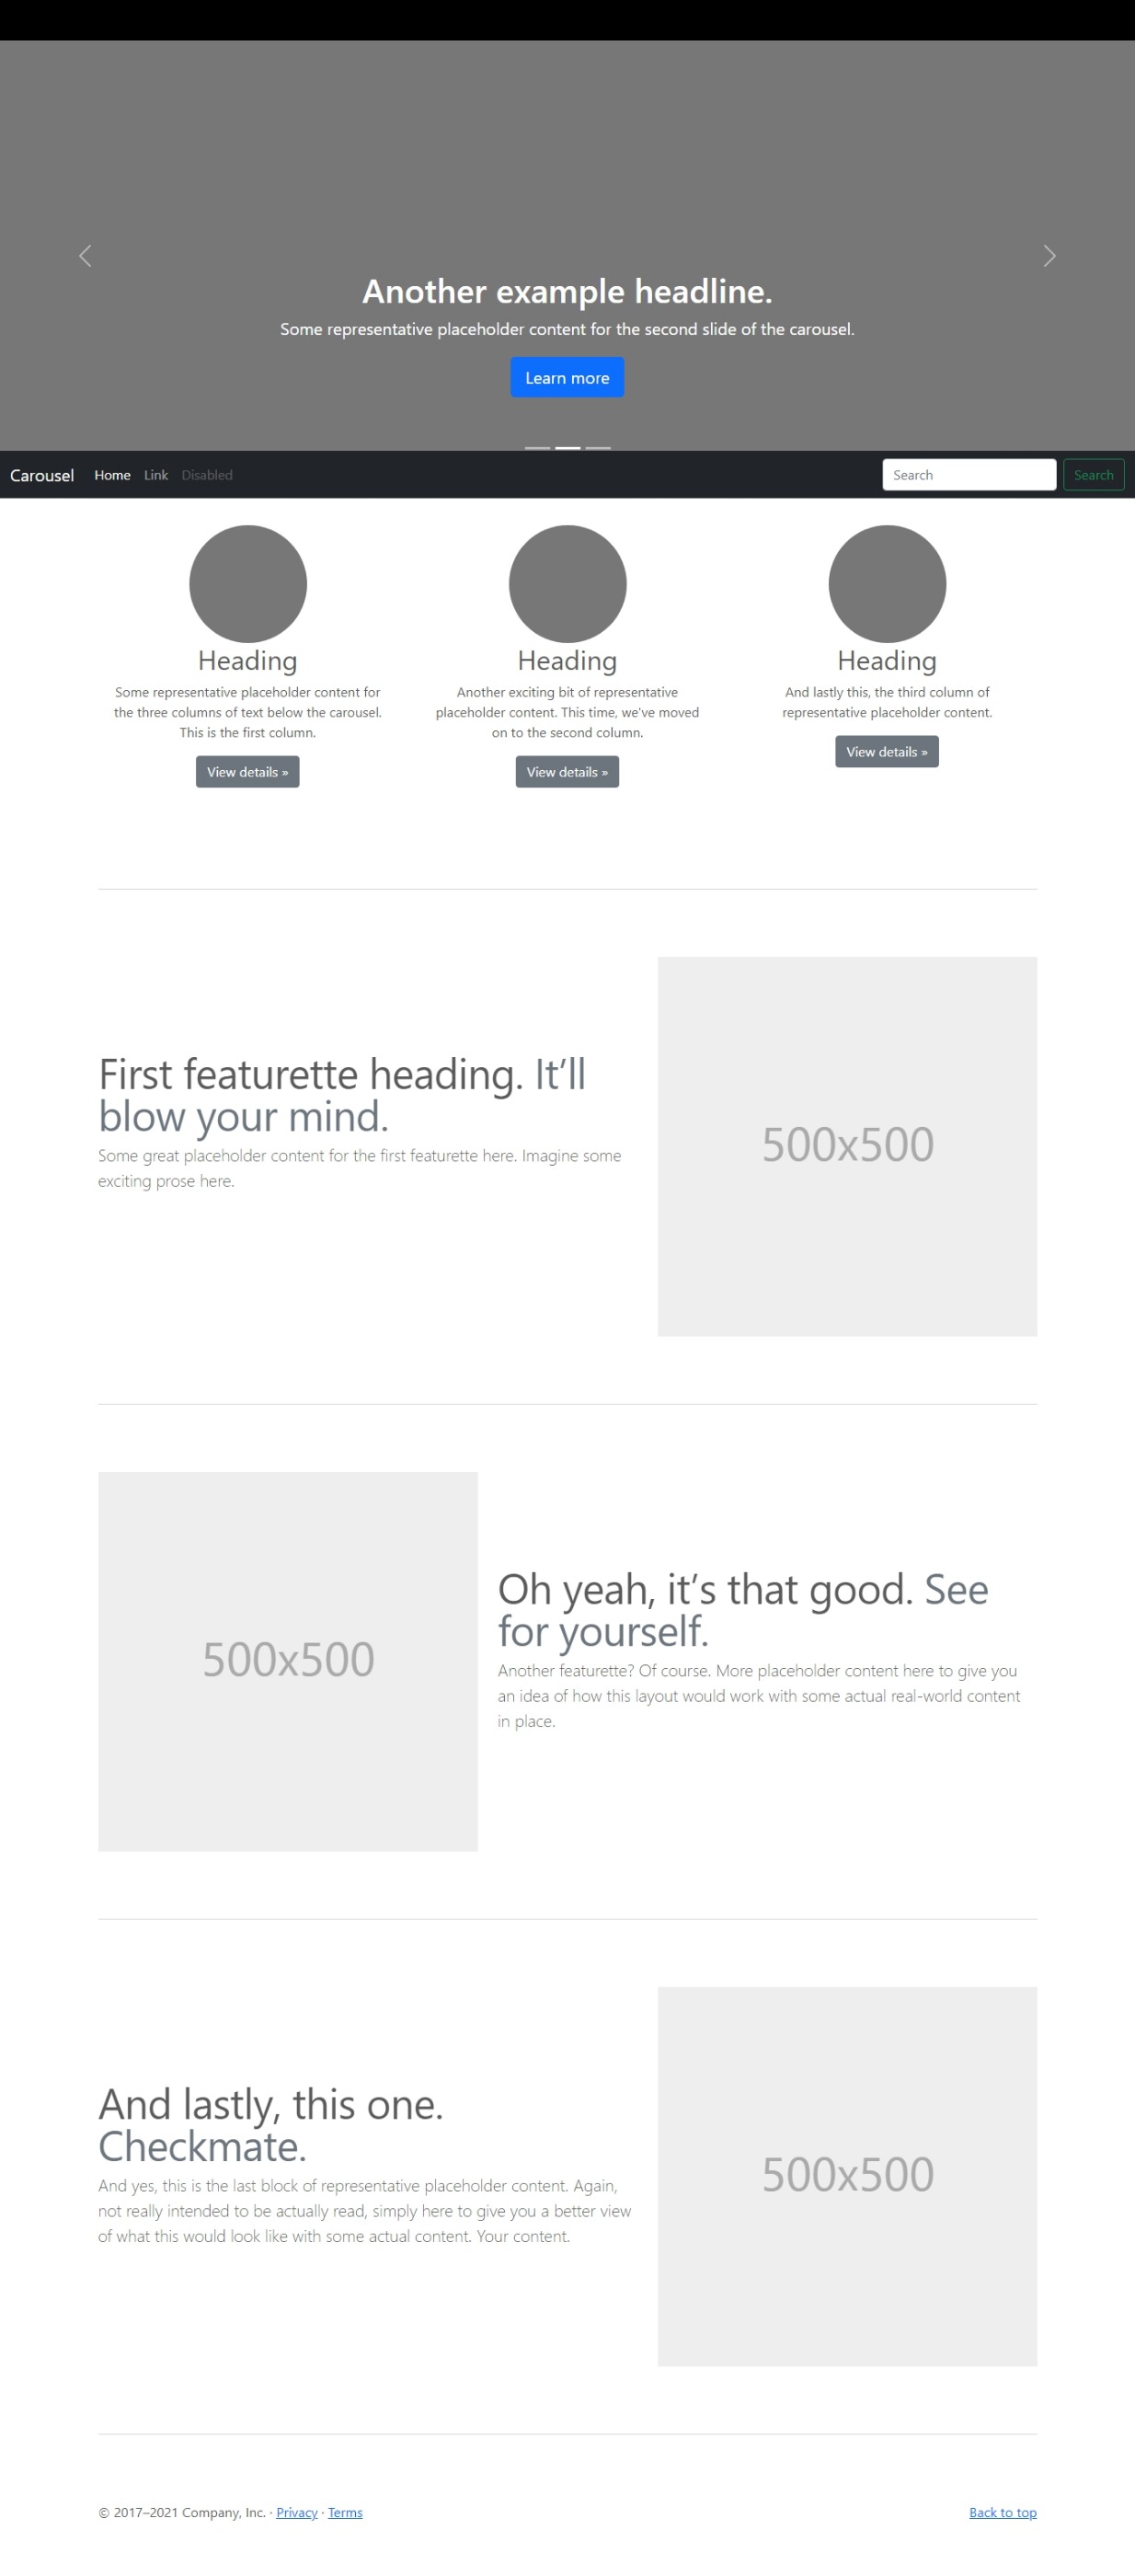 Another example headline.
Some representative placeholder content for the second slide of the carousel.
Learn more
Carousel Home Link Disabled Search Search
Heading
Some representative placeholder content for
the three columns of text below the carousel.
This is the first column.
View details »
Heading
Another exciting bit of representative
placeholder content. This time, we've moved
on to the second column.
View details »
Heading
And lastly this, the third column of
representative placeholder content.
View details »
First featurette heading. It’ll
blow your mind.
Some great placeholder content for the first featurette here. Imagine some
exciting prose here.
500x500
500x500
Oh yeah, it’s that good. See
for yourself.
Another featurette? Of course. More placeholder content here to give you
an idea of how this layout would work with some actual real-world content
in place.
And lastly, this one.
Checkmate.
And yes, this is the last block of representative placeholder content. Again,
not really intended to be actually read, simply here to give you a better view
of what this would look like with some actual content. Your content.
500x500
© 2017–2021 Company, Inc. · Privacy · Terms
Back to top